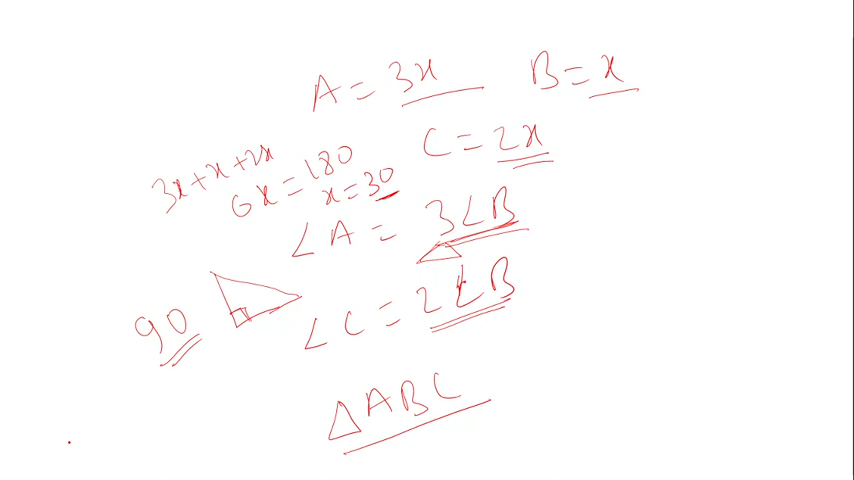 A = 3x B = x
C = 2x
3x + x + 2x
6x = 180
x = 30
∠A = 3∠B
∠C = 2∠B
90
ΔABC